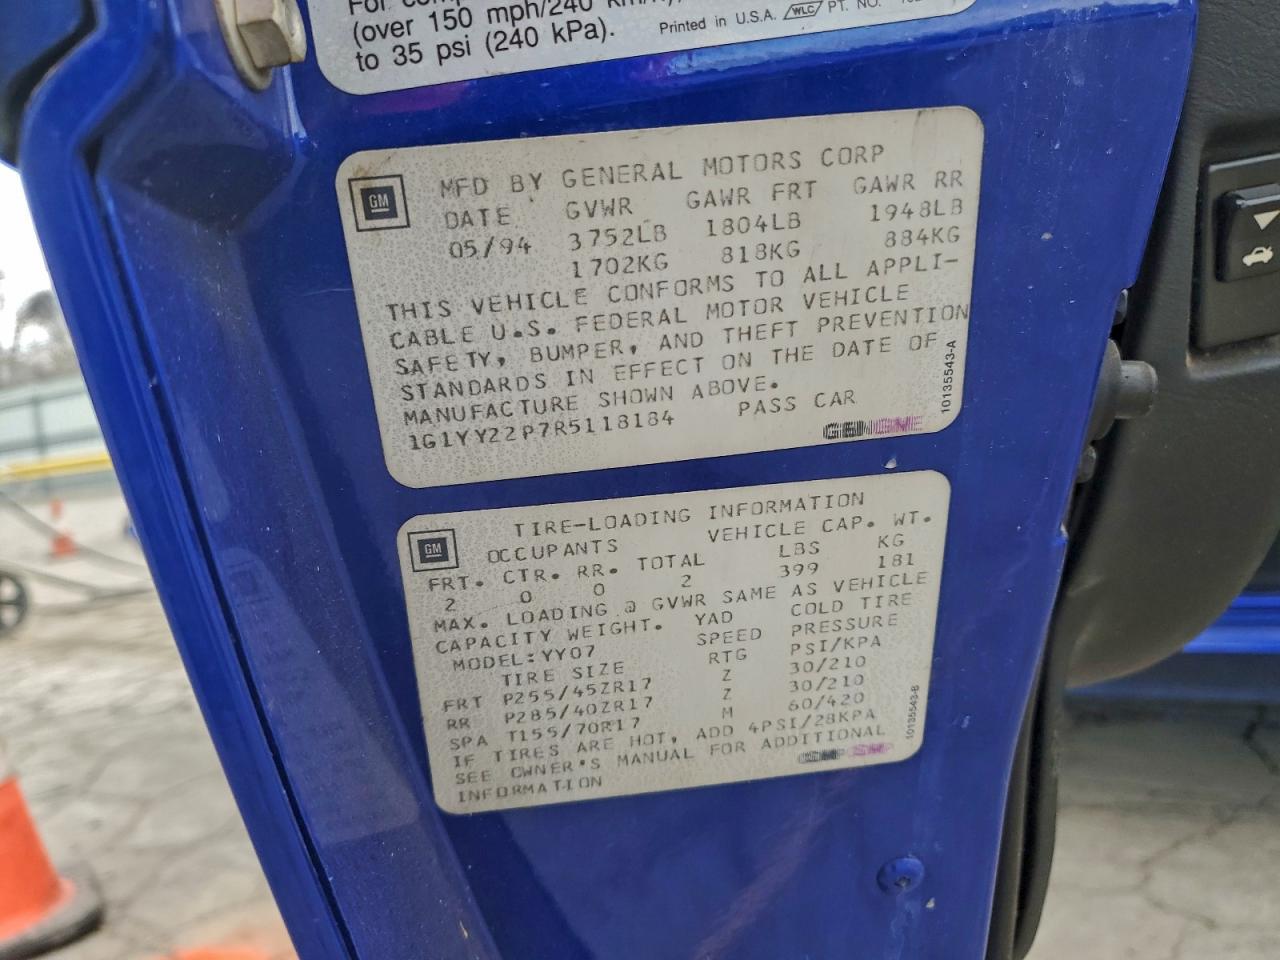 (over 150 mph/240
to 35 psi (240 kPa).
Printed in U.S.A. WLC PT. NO.
GM
MFD BY GENERAL MOTORS CORP
DATE GVWR GAWR FRT GAWR RR
05/94 3752LB 1804LB 1948LB
1702KG 818KG 884KG
THIS VEHICLE CONFORMS TO ALL APPLI-
CABLE U.S. FEDERAL MOTOR VEHICLE
SAFETY, BUMPER, AND THEFT PREVENTION
STANDARDS IN EFFECT ON THE DATE OF
MANUFACTURE SHOWN ABOVE.
1G1YY22P7R5118184 PASS CAR
10135543-A
GM
TIRE-LOADING INFORMATION
OCCUPANTS VEHICLE CAP. WT.
FRT. CTR. RR. TOTAL LBS KG
2 0 0 2 399 181
MAX. LOADING @ GVWR SAME AS VEHICLE
CAPACITY WEIGHT. YAD COLD TIRE
MODEL:YY07 SPEED PRESSURE
TIRE SIZE RTG PSI/KPA
FRT P255/45ZR17 Z 30/210
RR P285/40ZR17 Z 30/210
SPA T155/70R17 M 60/420
IF TIRES ARE HOT, ADD 4PSI/28KPA
SEE OWNER'S MANUAL FOR ADDITIONAL
INFORMATION
10135543-B